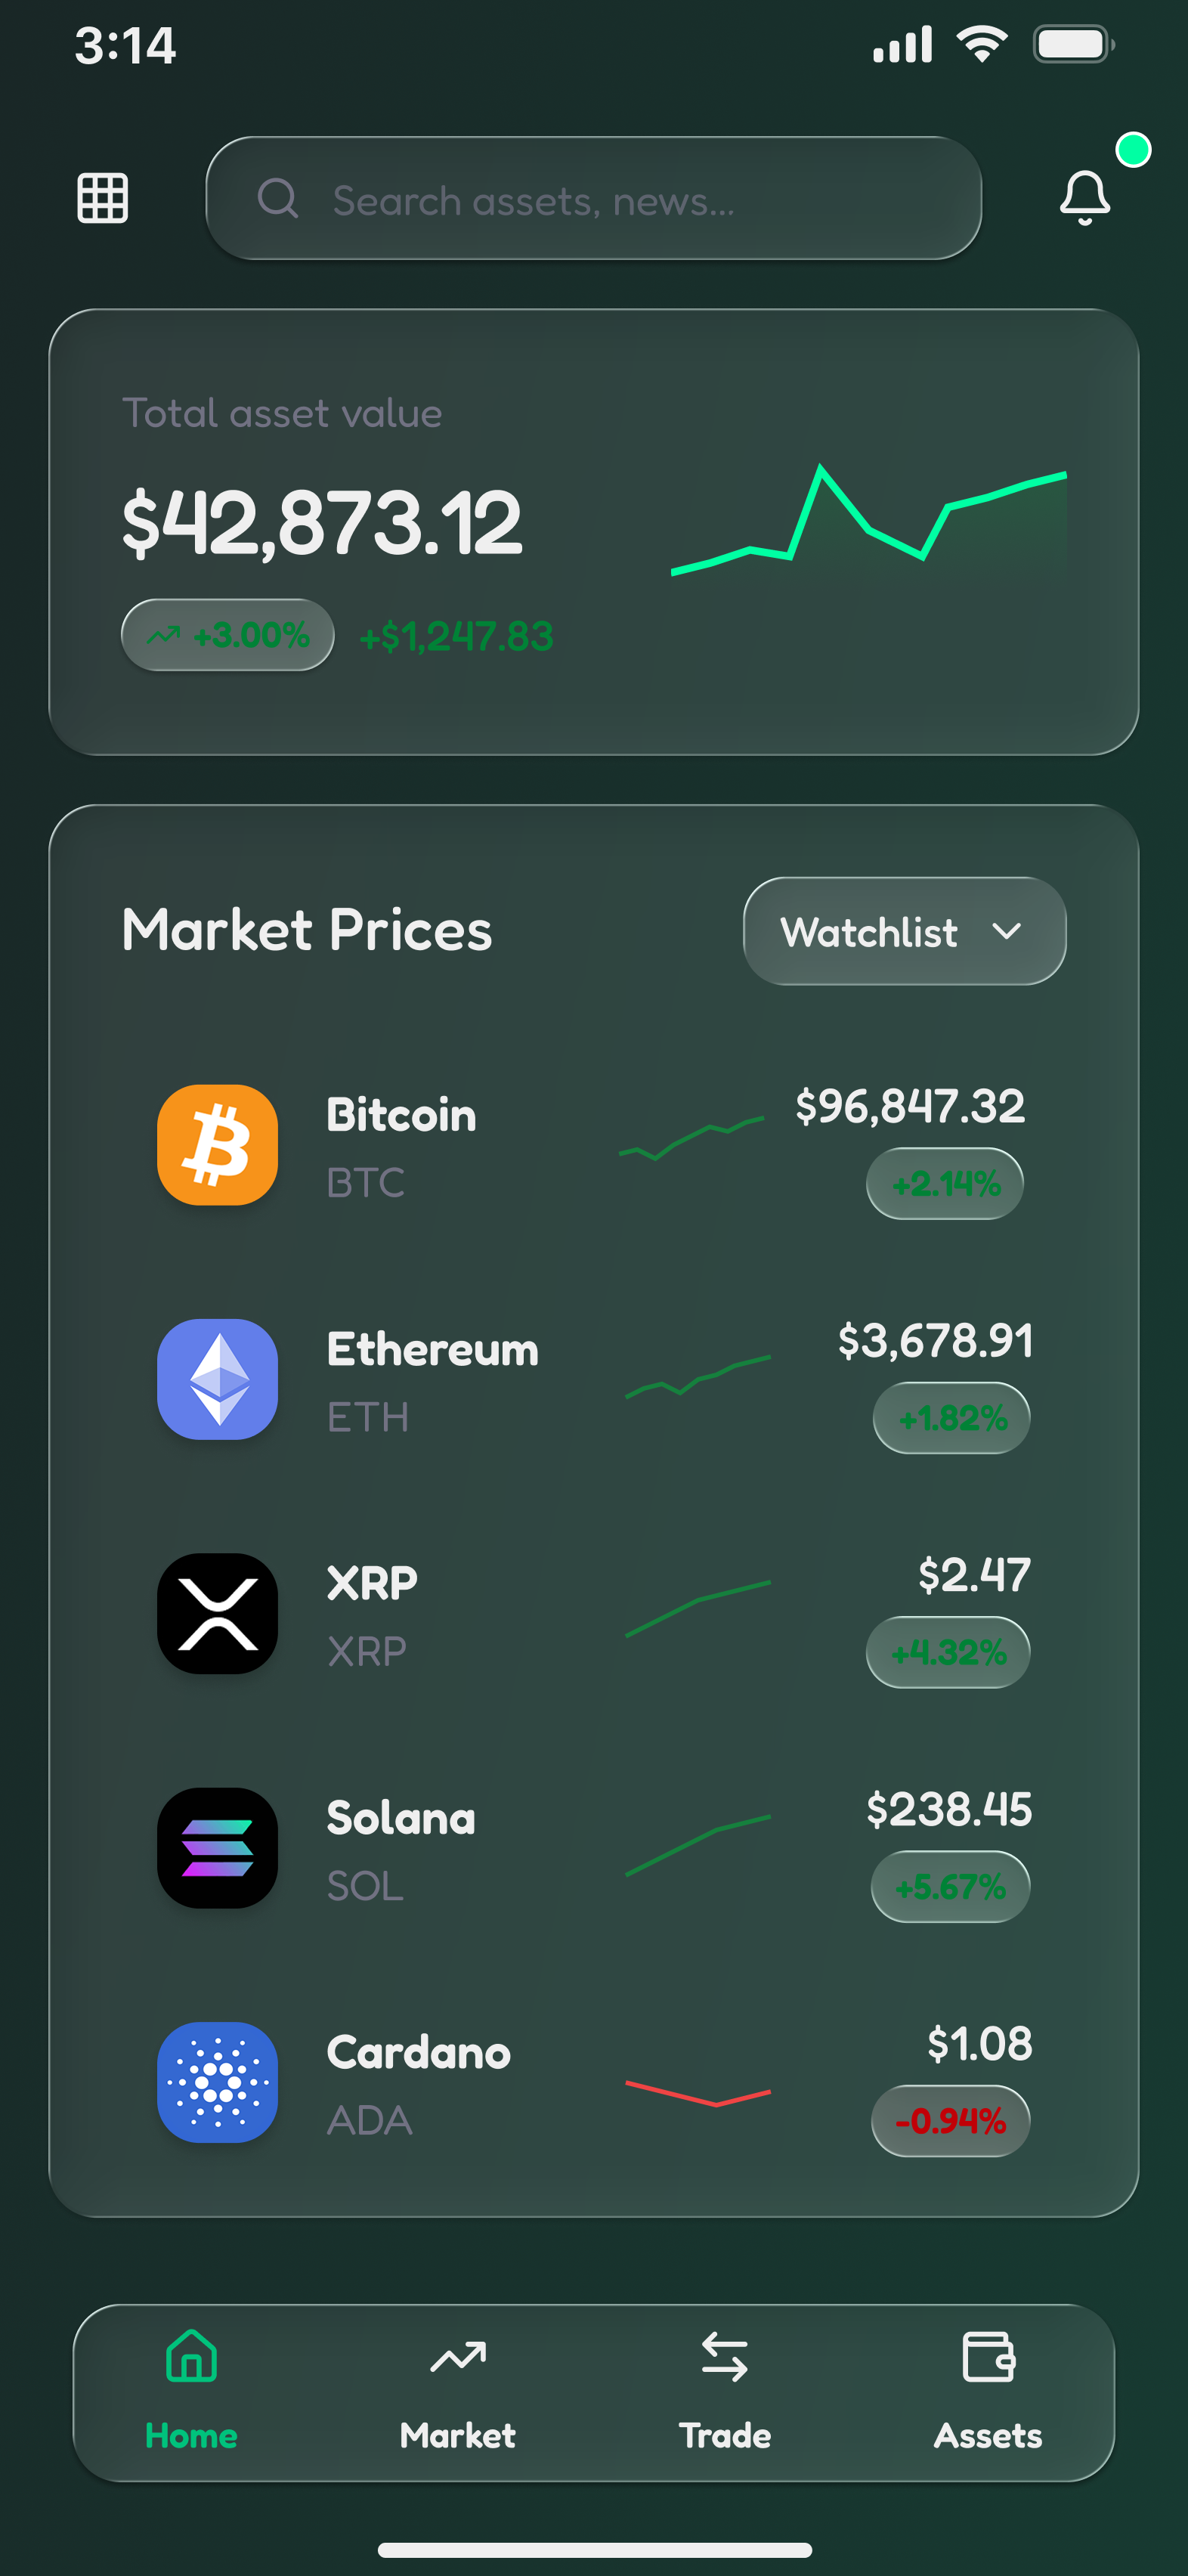 3:14
Search assets, news...
Total asset value
$42,873.12
+3.00% +$1,247.83
Market Prices
Watchlist
Bitcoin
$96,847.32
BTC
+2.14%
Ethereum
$3,678.91
ETH
+1.82%
XRP
$2.47
XRP
+4.32%
Solana
$238.45
SOL
+5.67%
Cardano
$1.08
ADA
-0.94%
Home Market Trade Assets